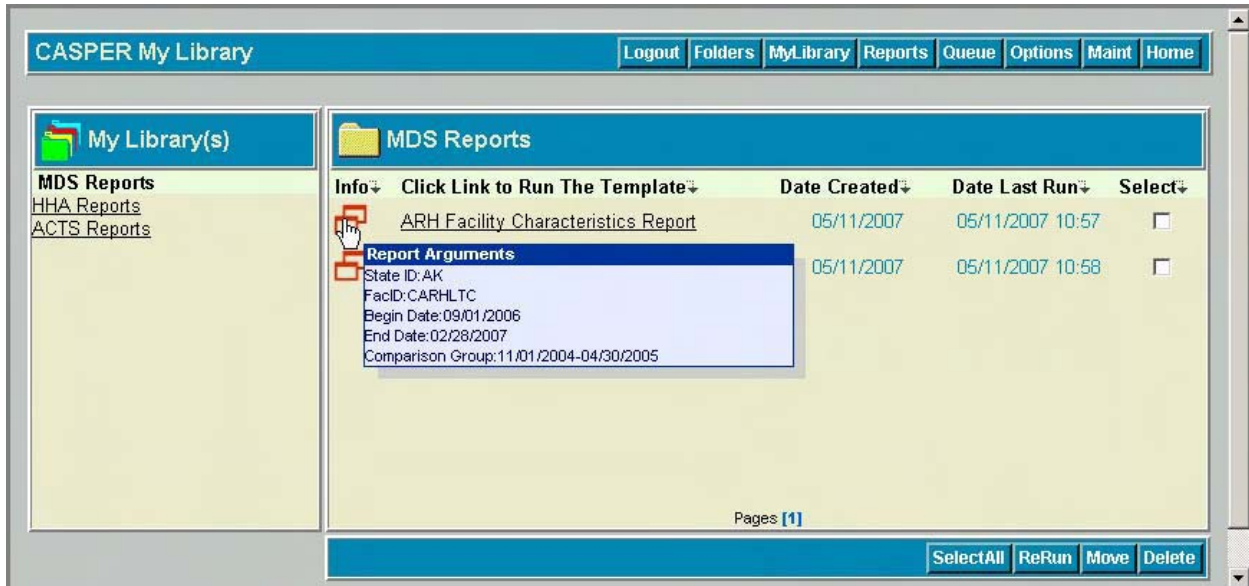 CASPER My Library
Logout Folders MyLibrary Reports Queue Options Maint Home
My Library(s)
MDS Reports
HHA Reports
ACTS Reports
MDS Reports
Info Click Link to Run The Template Date Created Date Last Run Select
ARH Facility Characteristics Report 05/11/2007 05/11/2007 10:57
05/11/2007 05/11/2007 10:58
Report Arguments
State ID:AK
FacID:CARHLTC
Begin Date:09/01/2006
End Date:02/28/2007
Comparison Group:11/01/2004-04/30/2005
Pages [1]
SelectAll ReRun Move Delete